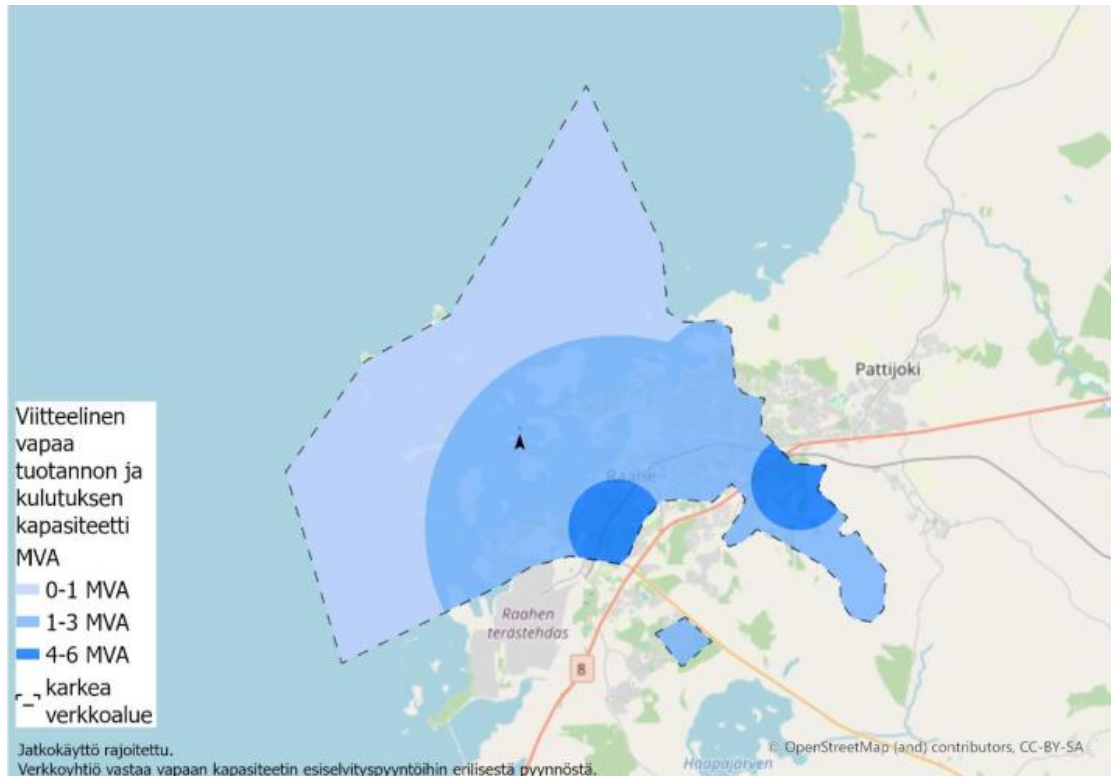 Pattijoki
Raahe
Viitteellinen
vapaa
tuotannon ja
kulutuksen
kapasiteetti
MVA
0-1 MVA
1-3 MVA
4-6 MVA
karkea
verkkoalue
Raahen
terästehdas
8
© OpenStreetMap (and) contributors, CC-BY-SA
Haapajärven
Jatkokäyttö rajoitettu.
Verkkoyhtiö vastaa vapaan kapasiteetin esiselvityspyyntöihin erillisestä pyynnöstä.